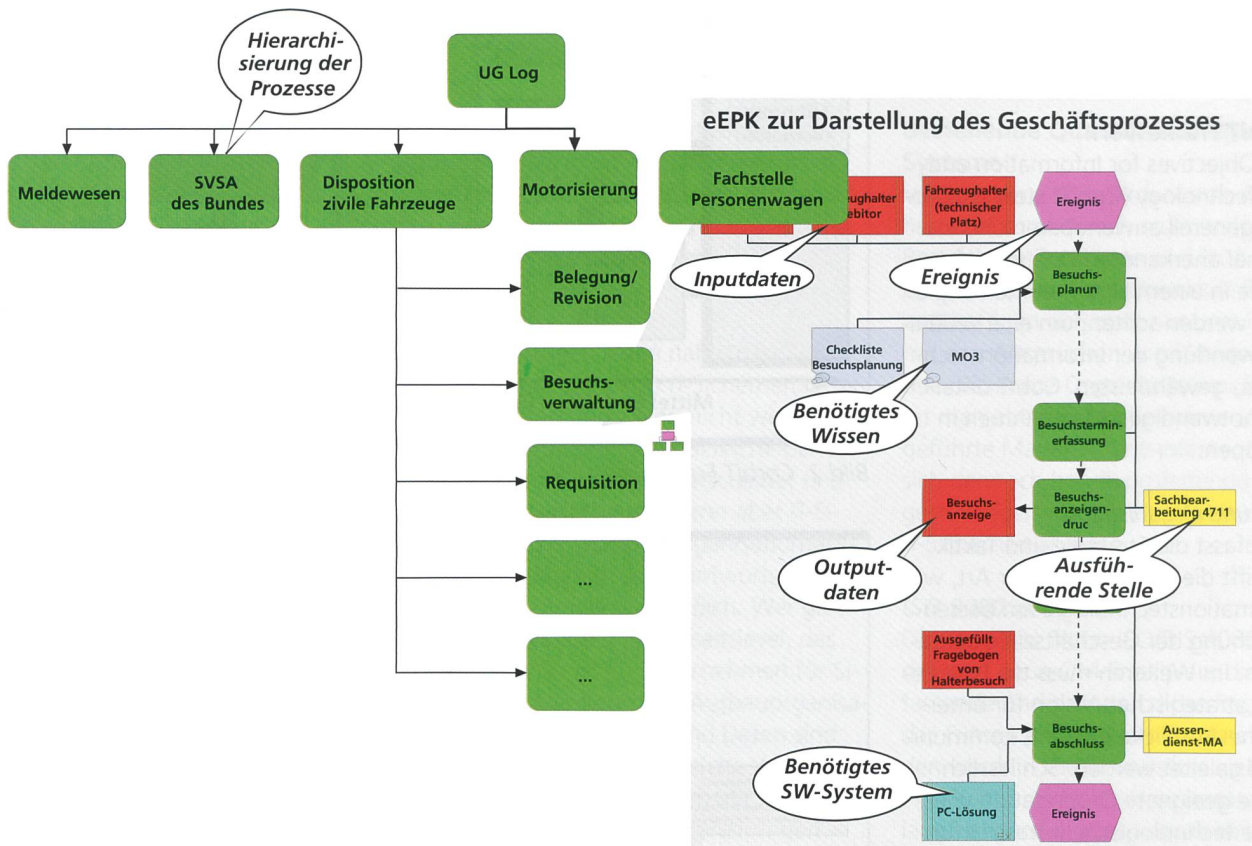 Hierarchi-
sierung der
Prozesse
UG Log
Meldewesen
SVSA
des Bundes
Disposition
zivile Fahrzeuge
Motorisierung
Fachstelle
Personenwagen
Belegung/
Revision
Besuchs-
verwaltung
Requisition
...
...
eEPK zur Darstellung des Geschäftsprozesses
Fahrzeughalter
(technischer
Platz)
Ereignis
Inputdaten
Ereignis
Besuchs-
planun
Checkliste
Besuchsplanung
MO3
Benötigtes
Wissen
Besuchstermin-
erfassung
Besuchs-
anzeige
Besuchs-
anzeigen-
druc
Sachbear-
beitung 4711
Output-
daten
Ausfüh-
rende Stelle
Ausgefüllt
Fragebogen
von
Halterbesuch
Besuchs-
abschluss
Aussen-
dienst-MA
Benötigtes
SW-System
PC-Lösung
Ereignis